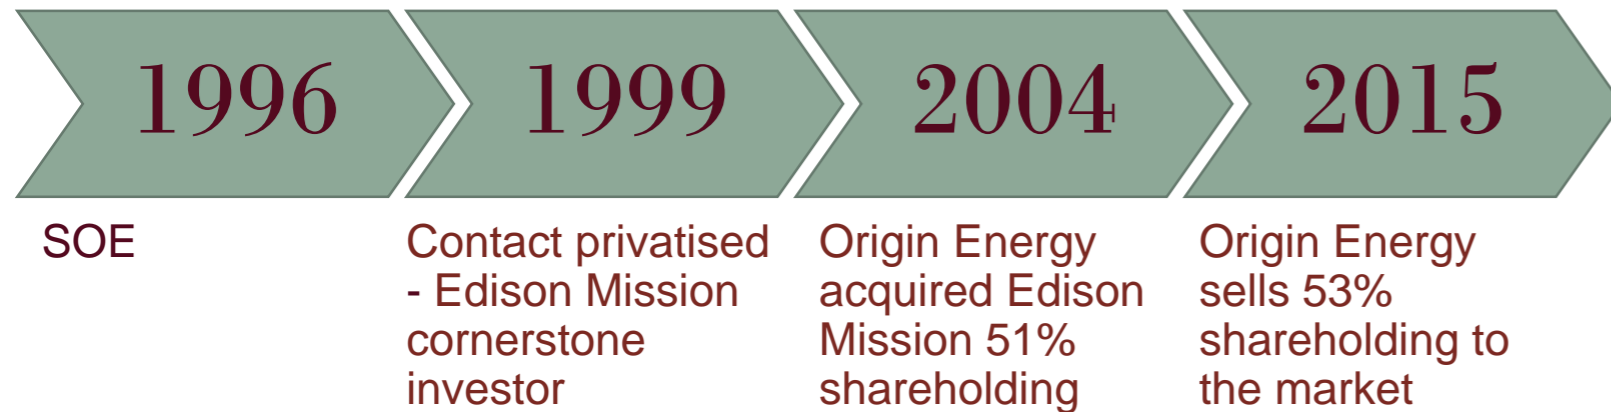 1996
1999
2004
2015
SOE
Contact privatised
- Edison Mission
cornerstone
investor
Origin Energy
acquired Edison
Mission 51%
shareholding
Origin Energy
sells 53%
shareholding to
the market